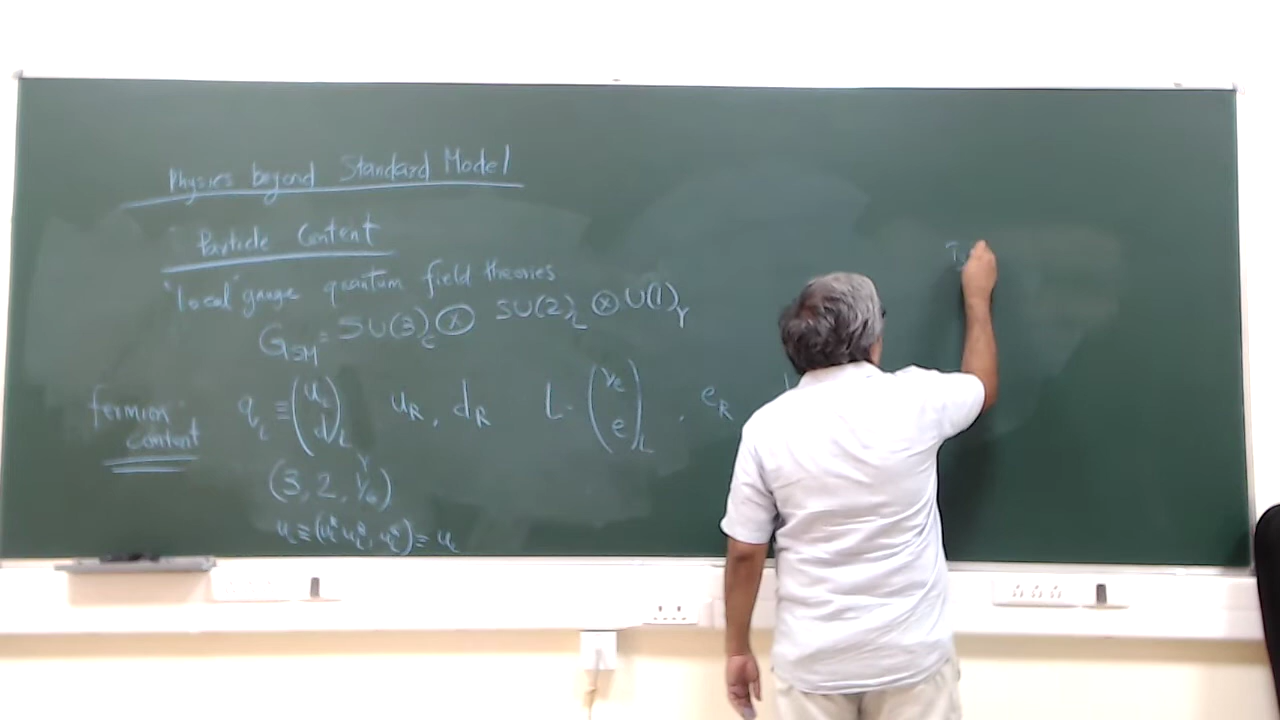 Physics beyond Standard Model
Particle Content
"local" gauge quantum field theories
G_SM = SU(3)_c ⊗ SU(2)_L ⊗ U(1)_Y
fermion content
q_L ≡ (u_L d)_L u_R, d_R L · (ν_e e)_L, e_R
(3, 2, 1/6) Y